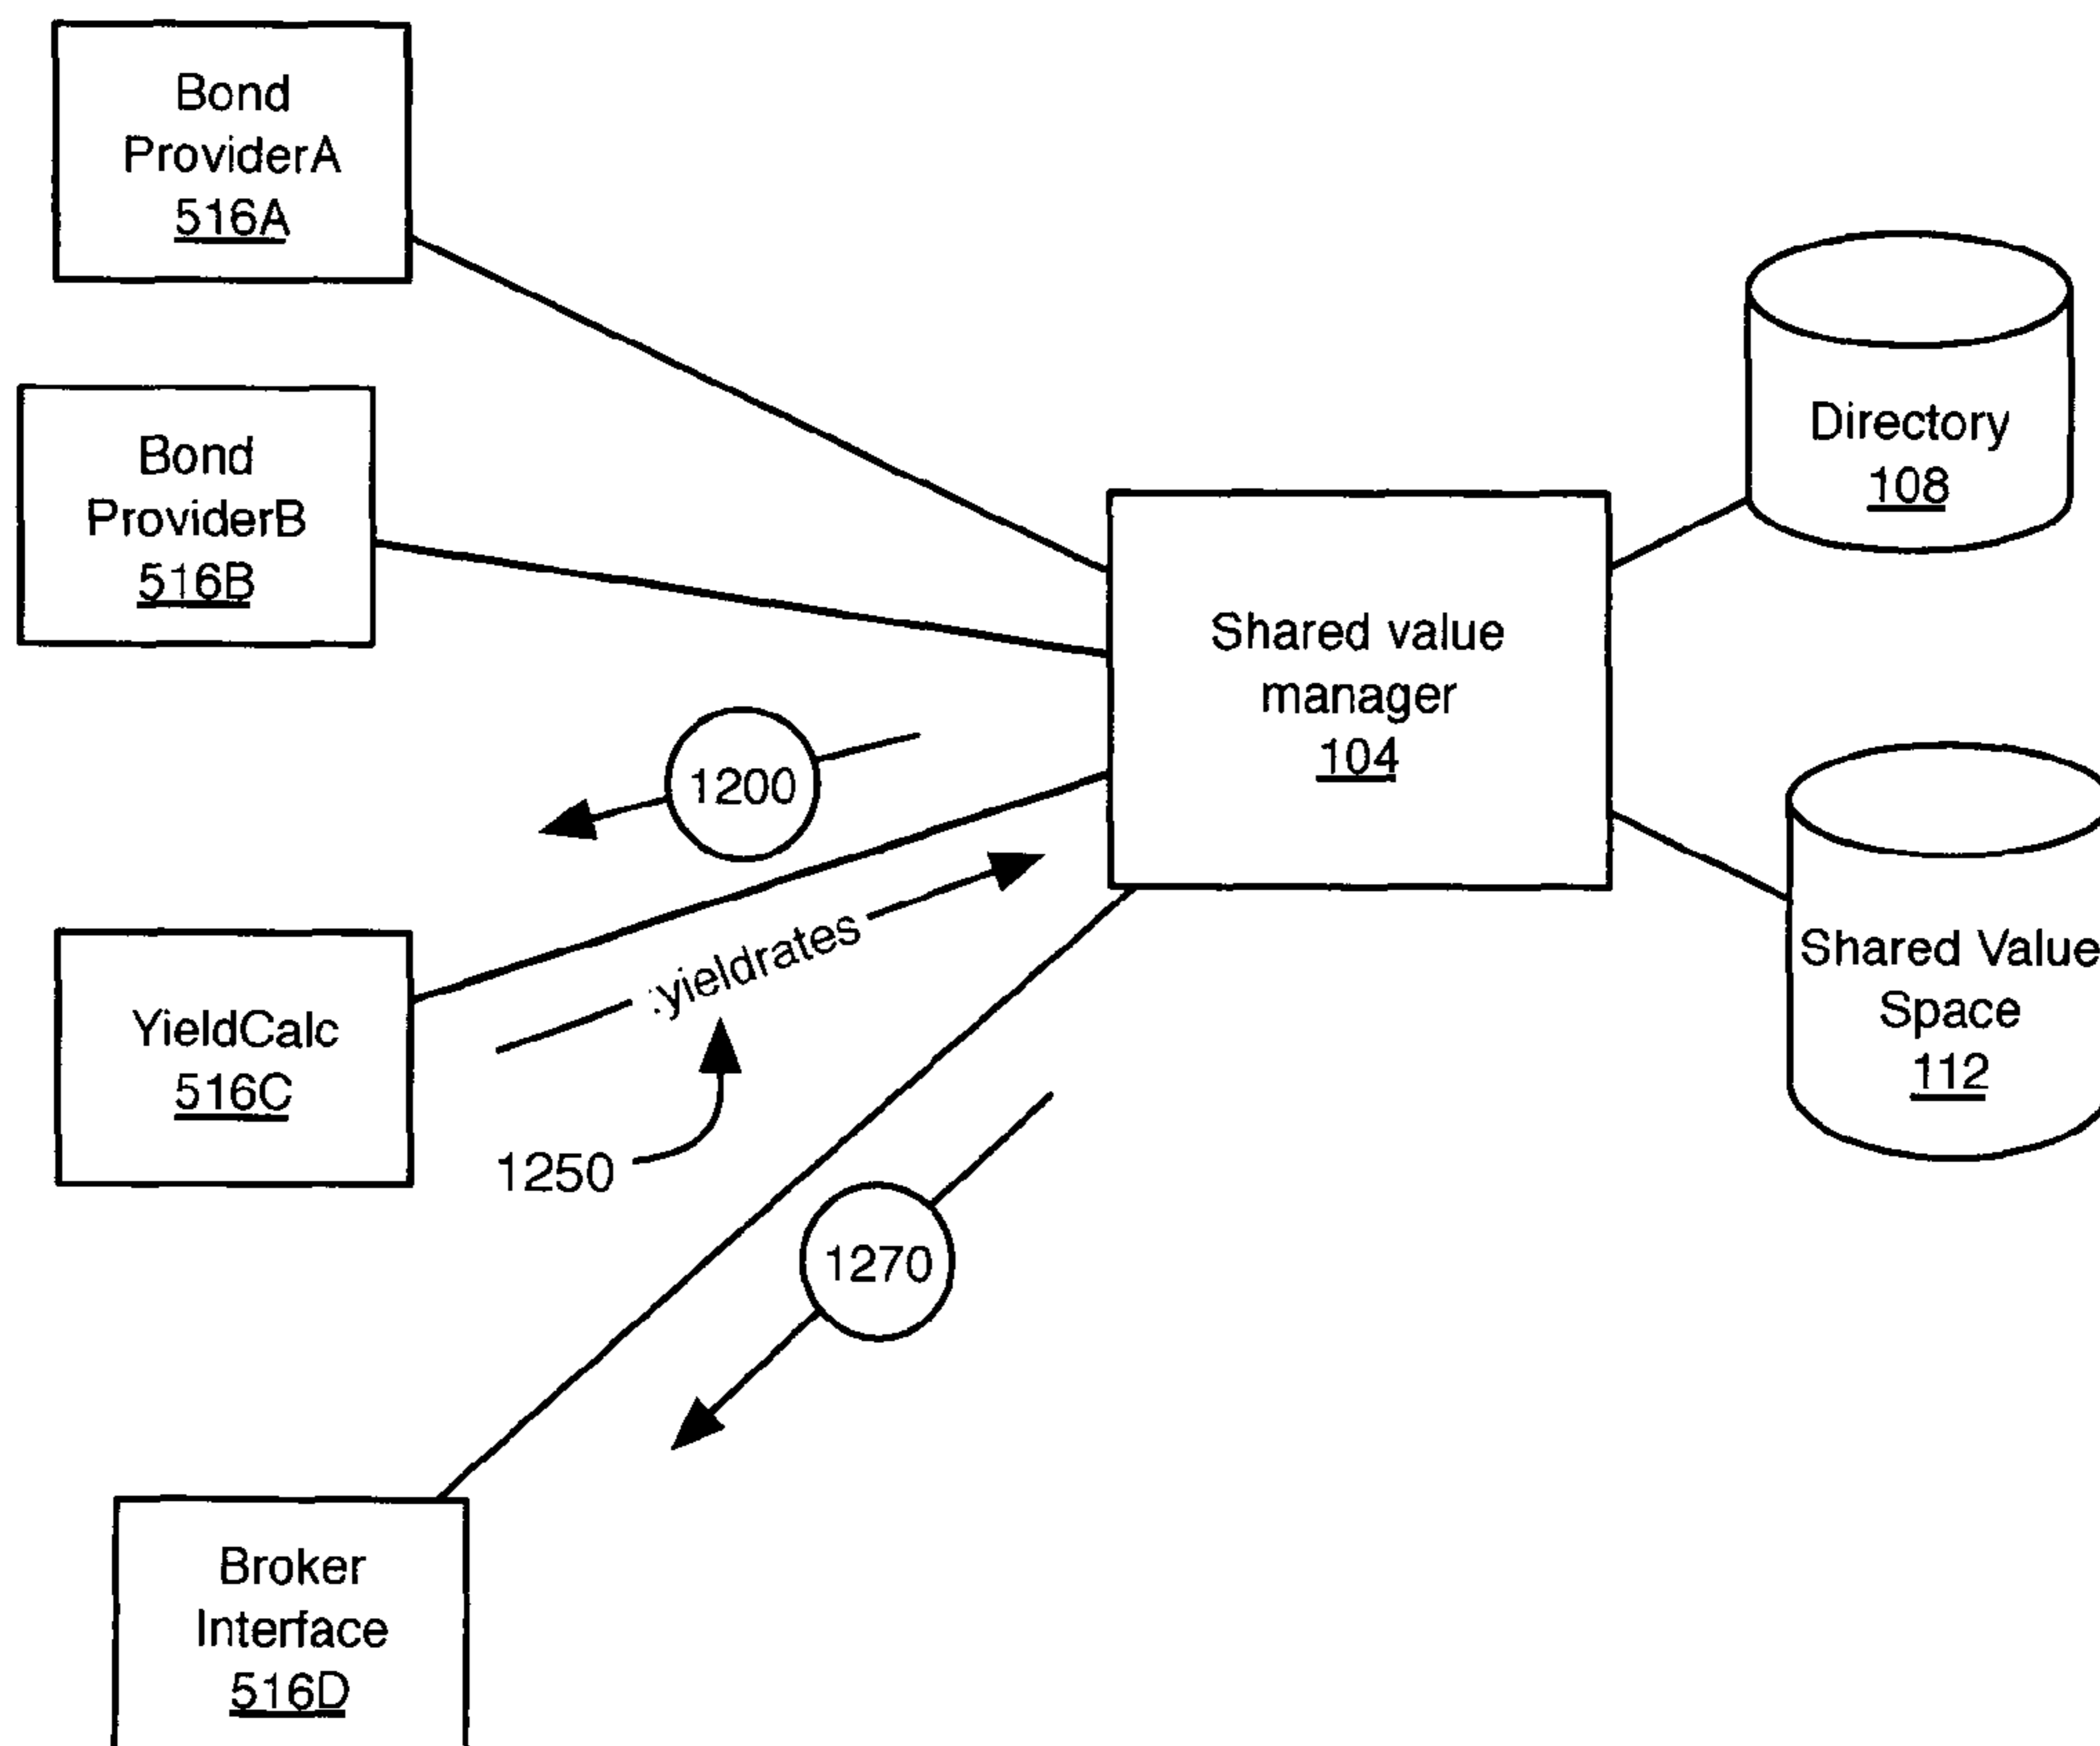 Bond
ProviderA
516A
Bond
ProviderB
516B
Directory
108
Shared value
manager
104
1200
:yieldrates
Shared Value
Space
112
YieldCalc
516C
1250
1270
Broker
Interface
516D